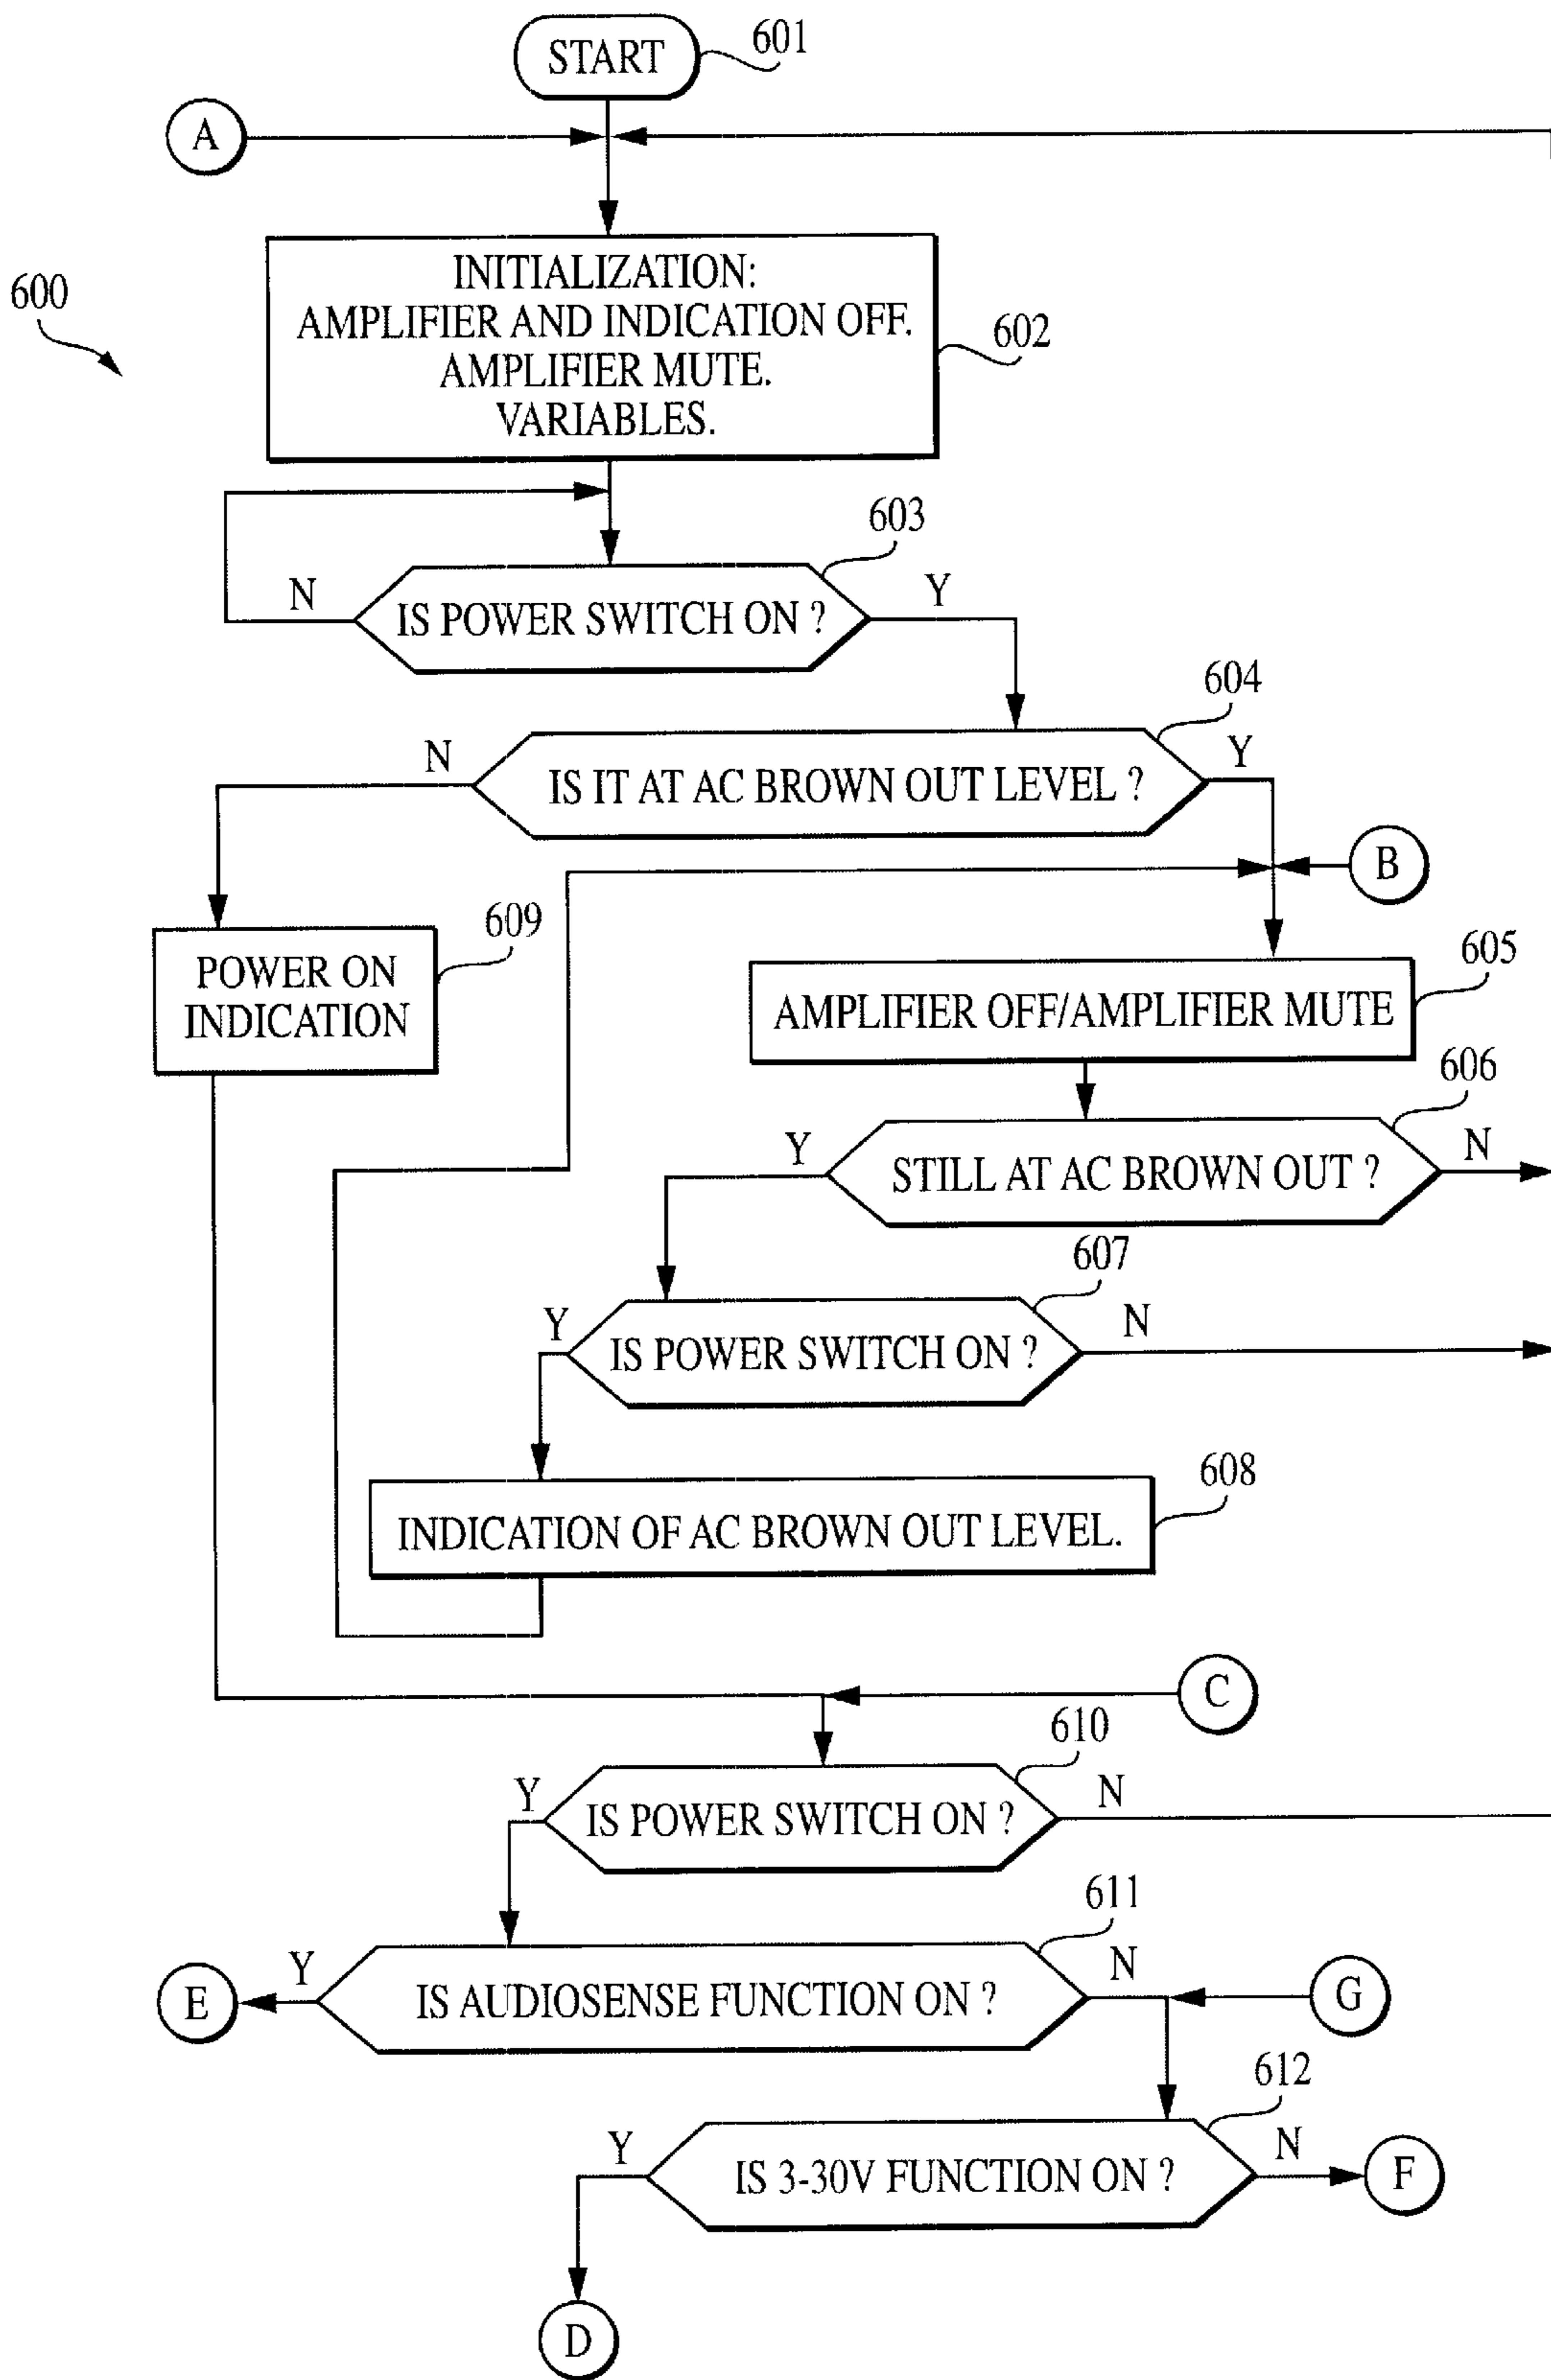 START
601
A
600
INITIALIZATION:
AMPLIFIER AND INDICATION OFF.
AMPLIFIER MUTE.
VARIABLES.
602
603
N
IS POWER SWITCH ON ?
Y
604
N
IS IT AT AC BROWN OUT LEVEL ?
Y
B
609
POWER ON
INDICATION
605
AMPLIFIER OFF/AMPLIFIER MUTE
606
Y
STILL AT AC BROWN OUT ?
N
607
Y
IS POWER SWITCH ON ?
N
608
INDICATION OF AC BROWN OUT LEVEL.
C
610
Y
IS POWER SWITCH ON ?
N
611
E
Y
IS AUDIOSENSE FUNCTION ON ?
N
G
612
Y
IS 3-30V FUNCTION ON ?
N
F
D